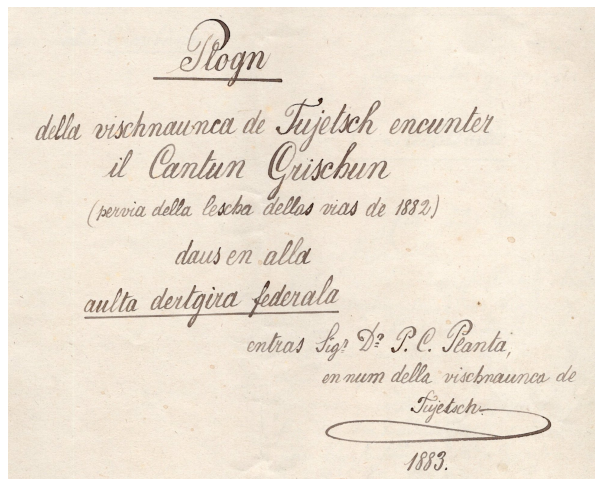 Plogn
della vischnaunca de Tujetsch encunter
il Cantun Grischun
(pervia della lescha dellas vias de 1882)
daus en alla
aulta dertgira federala
entras Sigr. Dr. P. C. Planta,
en num della vischnaunca de
Tujetsch.
1883.